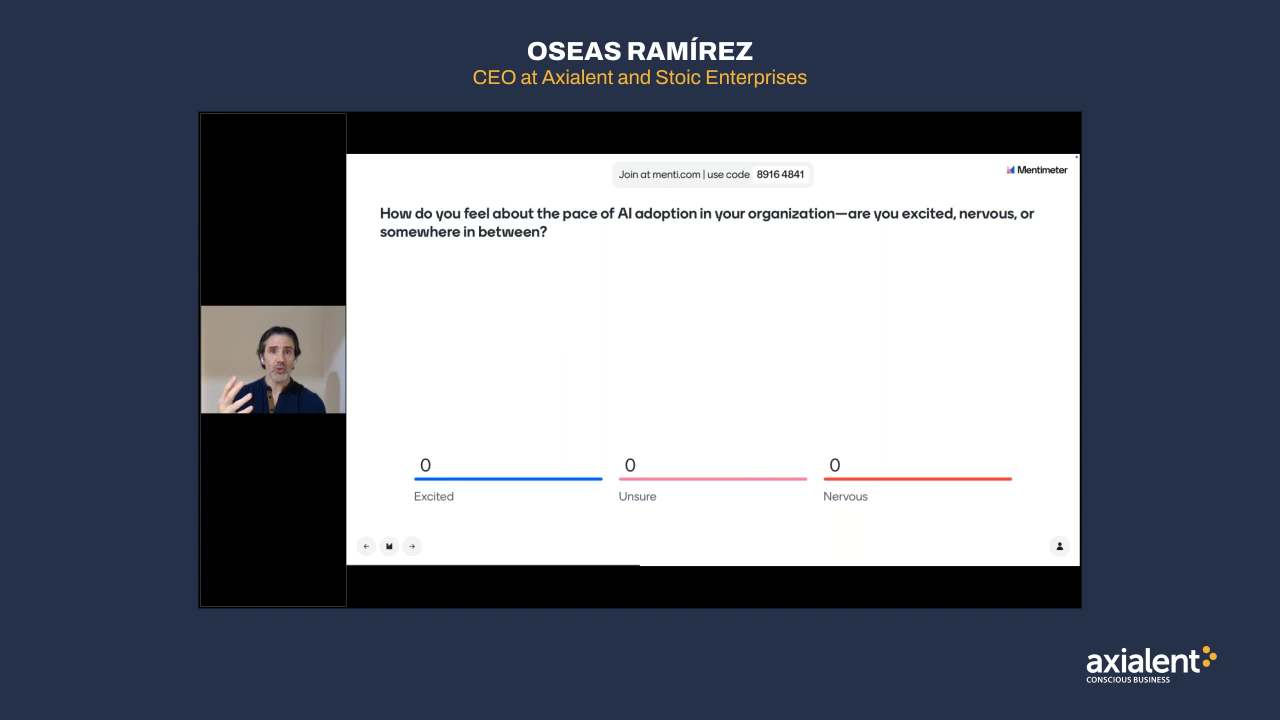 OSEAS RAMÍREZ
CEO at Axialent and Stoic Enterprises
Join at menti.com | use code 8916 4841
Mentimeter
How do you feel about the pace of AI adoption in your organization—are you excited, nervous, or
somewhere in between?
0
0
0
Excited
Unsure
Nervous
axialent
CONSCIOUS BUSINESS